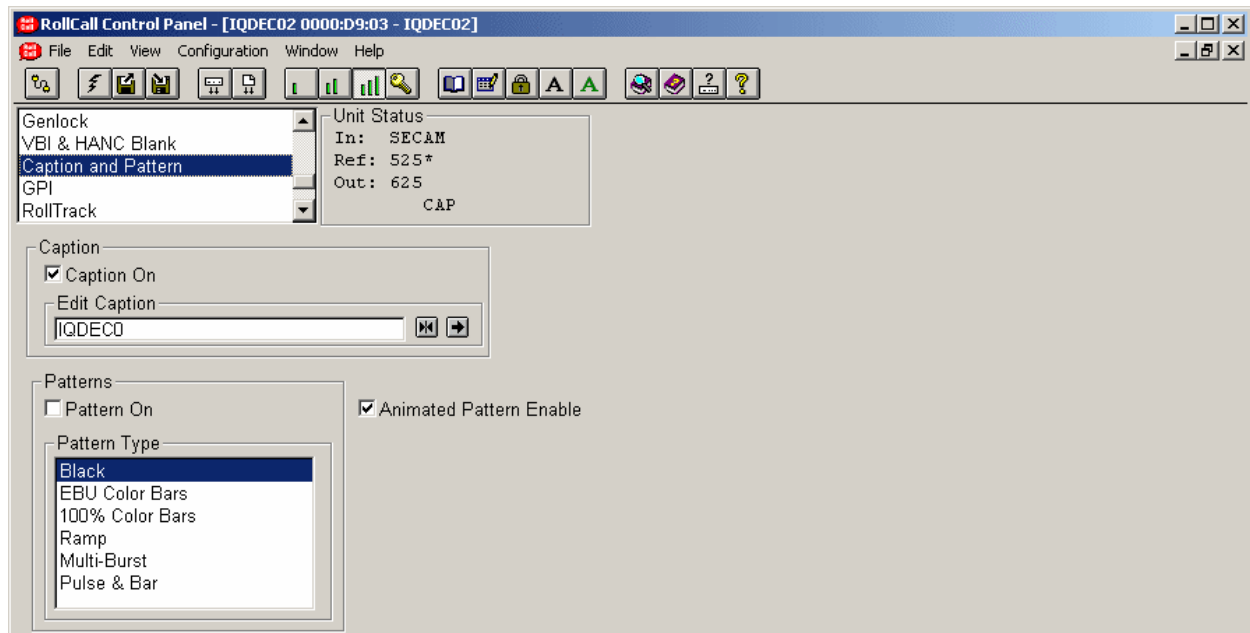 RollCall Control Panel - [IQDEC02 0000:D9:03 - IQDEC02]
File Edit View Configuration Window Help
A A ? ?
Genlock
VBI & HANC Blank
Caption and Pattern
GPI
RollTrack
Unit Status
In: SECAM
Ref: 525*
Out: 625
CAP
Caption
Caption On
Edit Caption
IQDEC0
Patterns
Pattern On
Animated Pattern Enable
Pattern Type
Black
EBU Color Bars
100% Color Bars
Ramp
Multi-Burst
Pulse & Bar